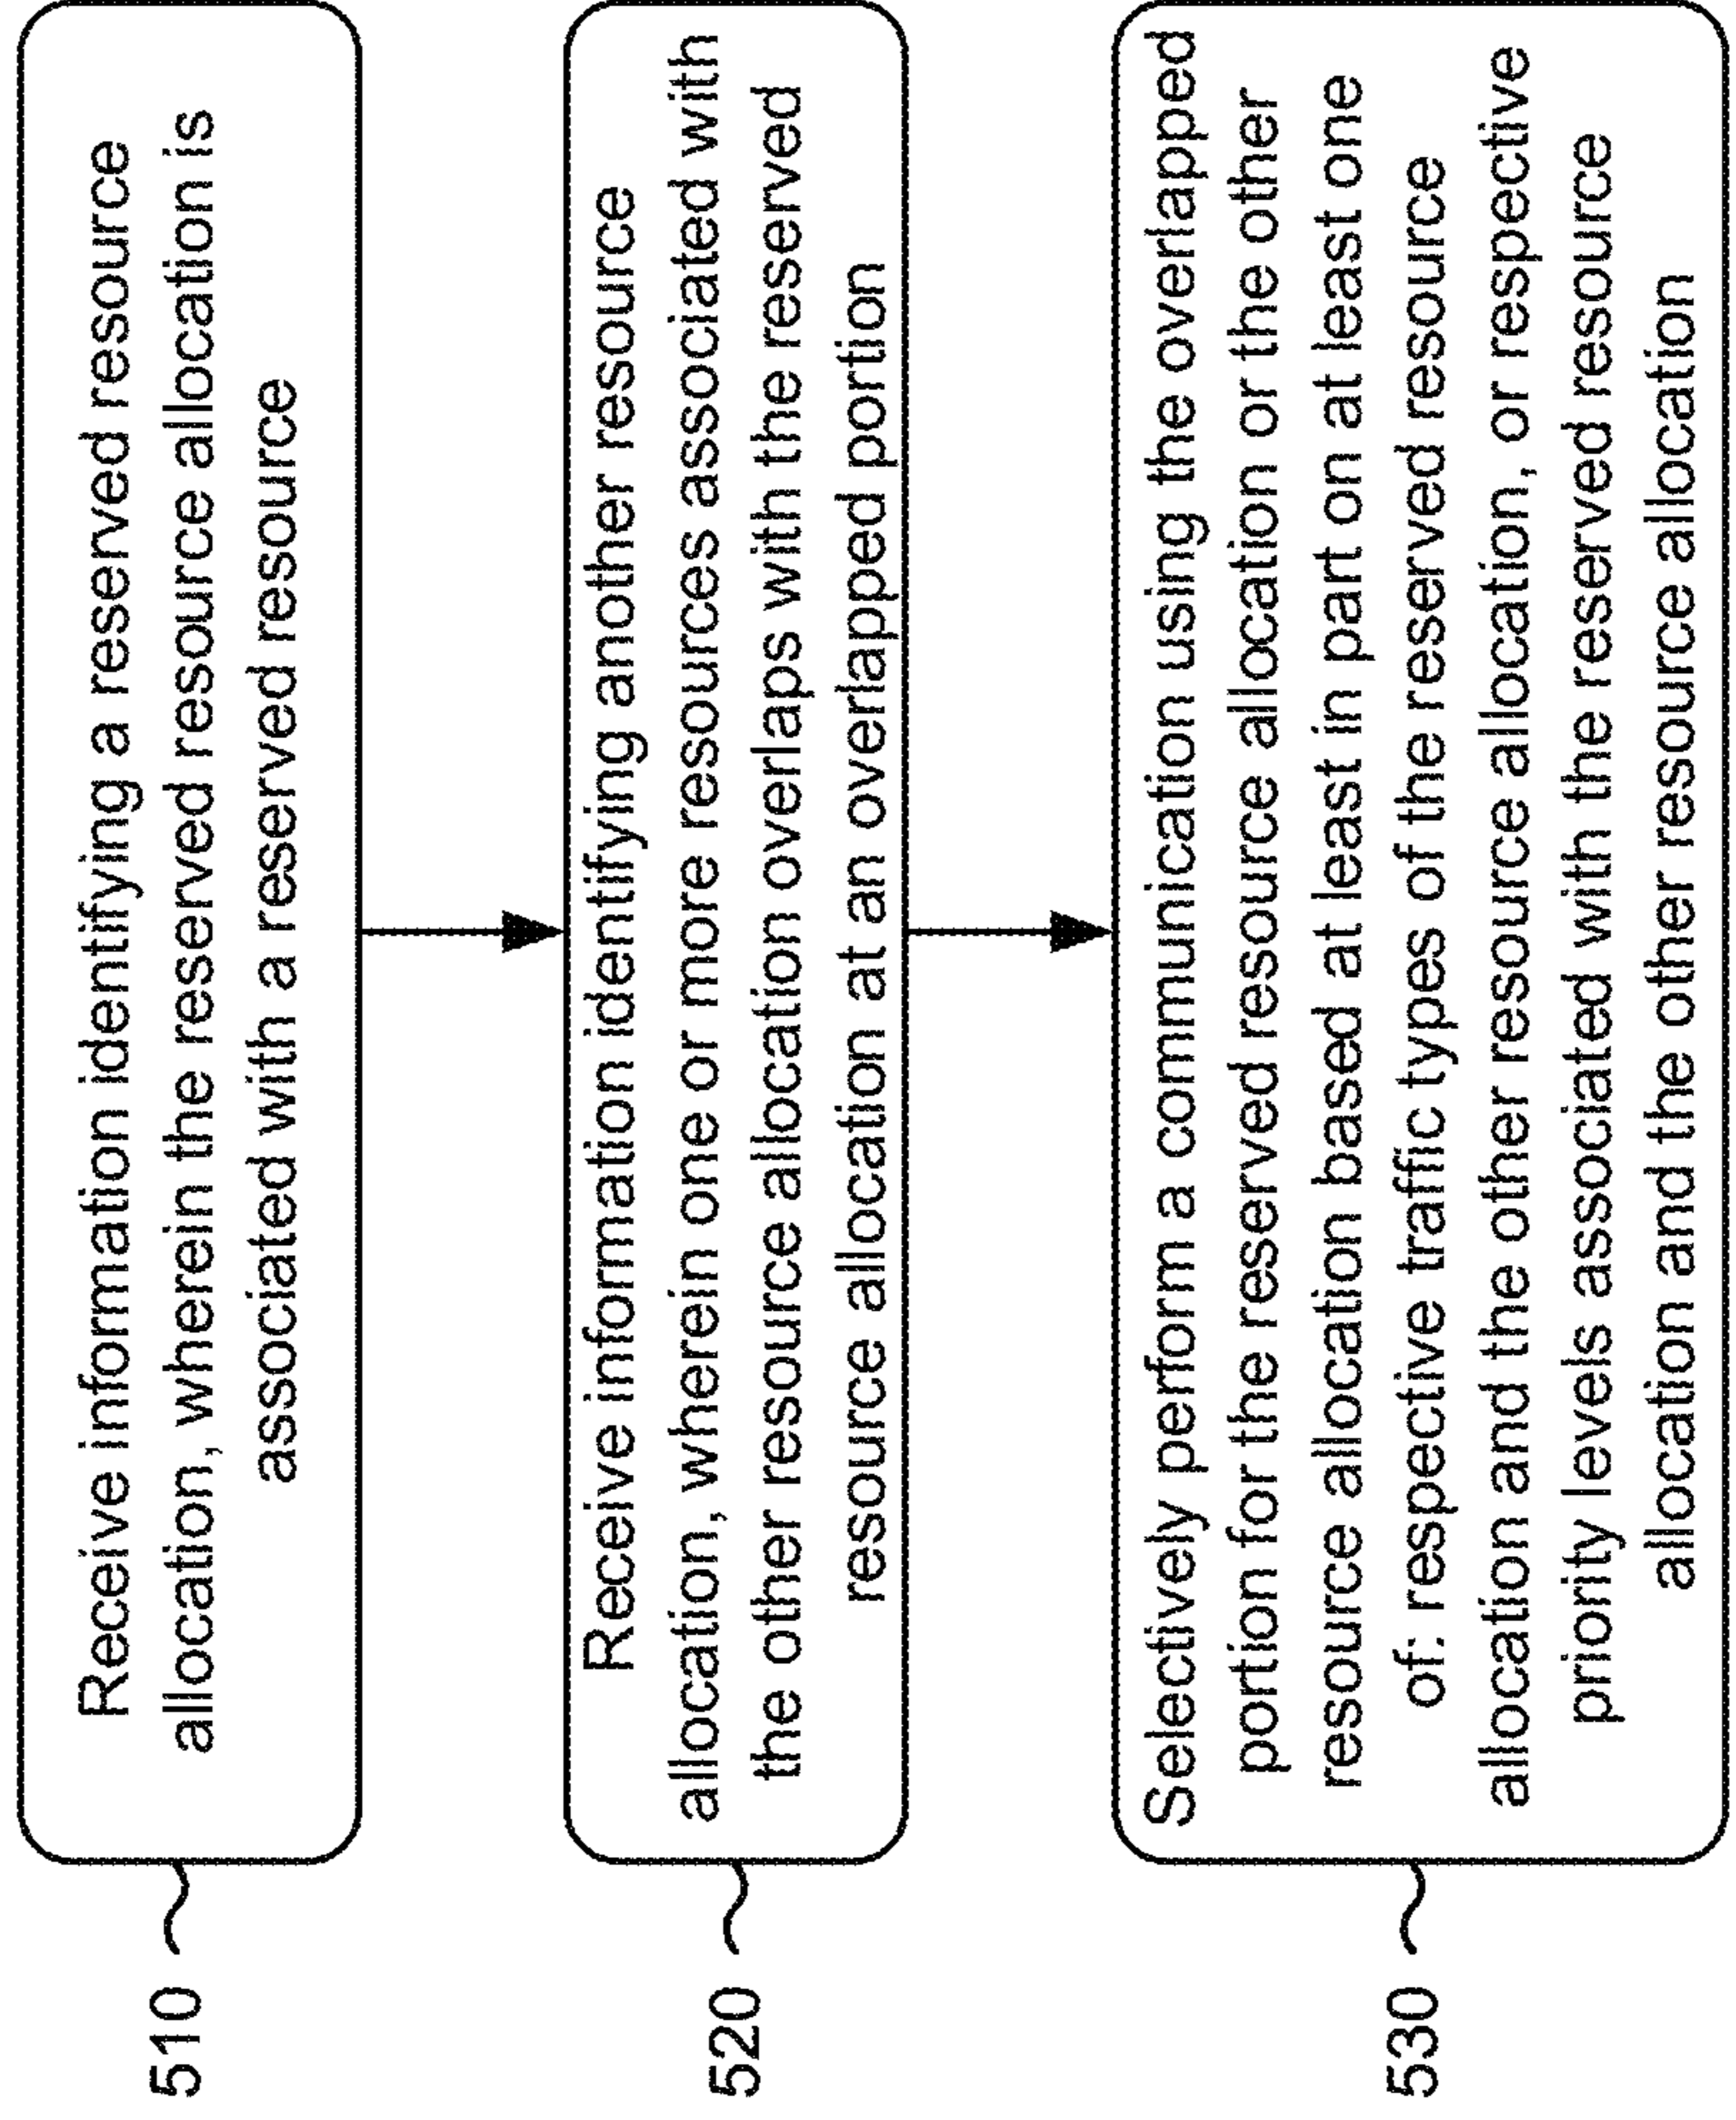 510
Receive information identifying a reserved resource
allocation, wherein the reserved resource allocation is
associated with a reserved resource
520
Receive information identifying another resource
allocation, wherein one or more resources associated with
the other resource allocation overlaps with the reserved
resource allocation at an overlapped portion
530
Selectively perform a communication using the overlapped
portion for the reserved resource allocation or the other
resource allocation based at least in part on at least one
of: respective traffic types of the reserved resource
allocation and the other resource allocation, or respective
priority levels associated with the reserved resource
allocation and the other resource allocation